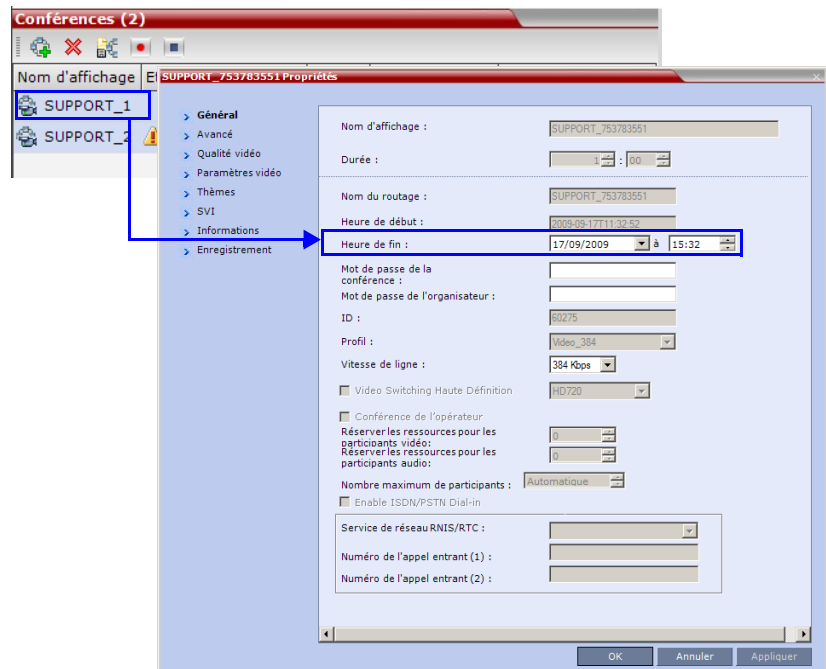 Conférences (2)
Nom d'affichage
SUPPORT_1
SUPPORT_2
SUPPORT_753783551 Propriétés
Général
Avancé
Qualité vidéo
Paramètres vidéo
Thèmes
SVI
Informations
Enregistrement
Nom d'affichage : SUPPORT_753783551
Durée : 1 : 00
Nom du routage : SUPPORT_753783551
Heure de début : 2009-09-17T11:32:52
Heure de fin : 17/09/2009 à 15:32
Mot de passe de la
conférence :
Mot de passe de l'organisateur :
ID : 60275
Profil : Video_384
Vitesse de ligne : 384 Kbps
Video Switching Haute Définition HD720
Conférence de l'opérateur
Réserver les ressources pour les
participants vidéo: 0
Réserver les ressources pour les
participants audio: 0
Nombre maximum de participants : Automatique
Enable ISDN/PSTN Dial-in
Service de réseau RNIS/RTC :
Numéro de l'appel entrant (1) :
Numéro de l'appel entrant (2) :
OK Annuler Appliquer